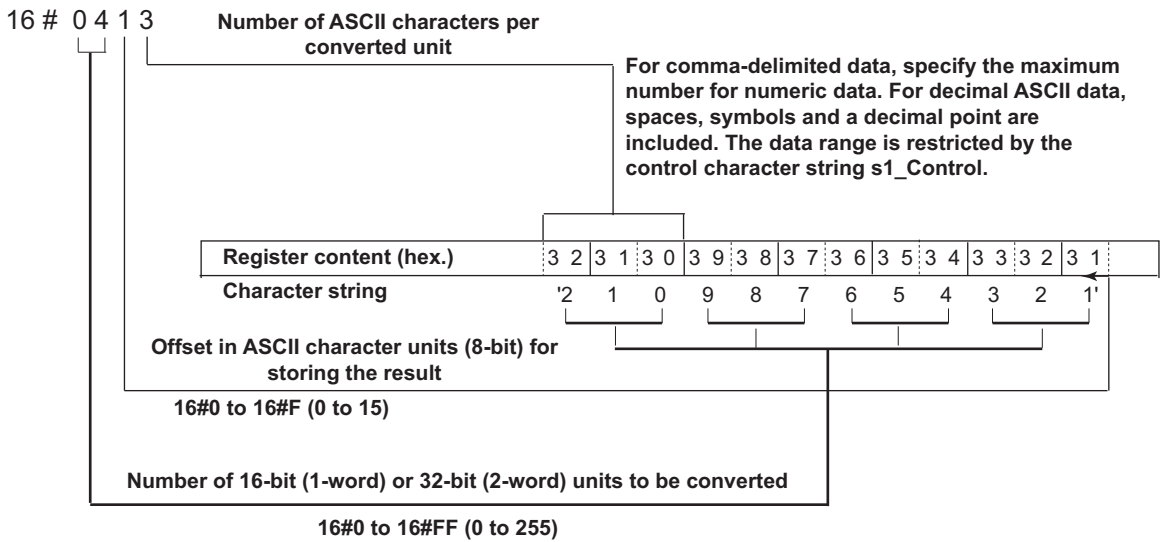 16 # 0 4 1 3
Number of ASCII characters per
converted unit
For comma-delimited data, specify the maximum
number for numeric data. For decimal ASCII data,
spaces, symbols and a decimal point are
included. The data range is restricted by the
control character string s1_Control.
Register content (hex.) 3 2 3 1 3 0 3 9 3 8 3 7 3 6 3 5 3 4 3 3 3 2 3 1
Character string '2 1 0 9 8 7 6 5 4 3 2 1'
Offset in ASCII character units (8-bit) for
storing the result
16#0 to 16#F (0 to 15)
Number of 16-bit (1-word) or 32-bit (2-word) units to be converted
16#0 to 16#FF (0 to 255)